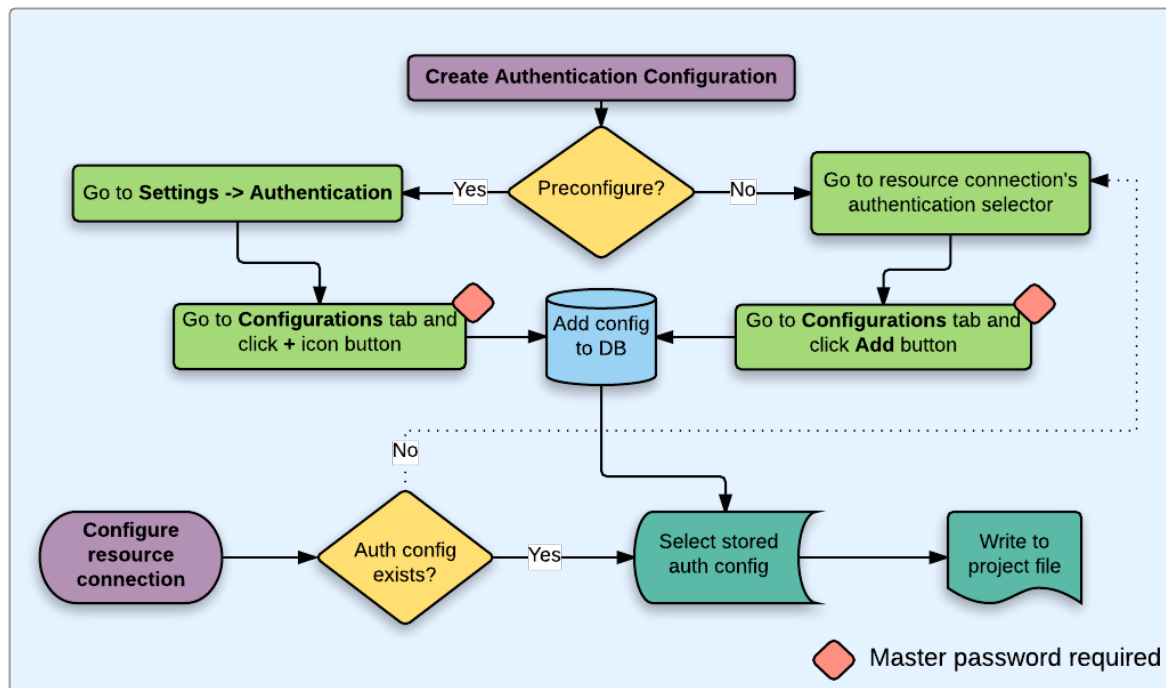 Create Authentication Configuration
Preconfigure?
Yes
No
Go to Settings -> Authentication
Go to resource connection's
authentication selector
Go to Configurations tab and
click + icon button
Add config
to DB
Go to Configurations tab and
click Add button
No
Configure
resource
connection
Auth config
exists?
Yes
Select stored
auth config
Write to
project file
Master password required